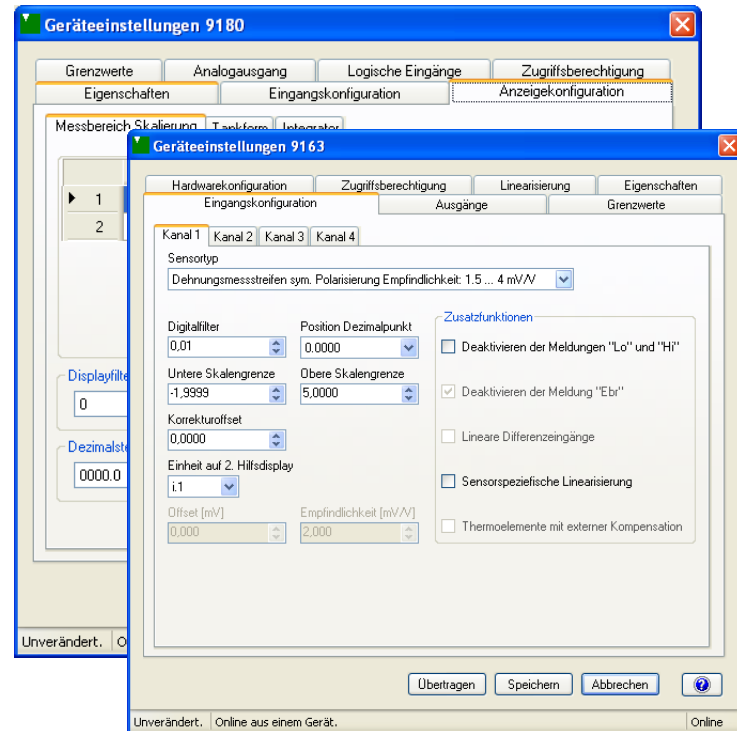 Geräteeinstellungen 9180
Grenzwerte Analogausgang Logische Eingänge Zugriffsberechtigung
Eigenschaften Eingangskonfiguration Anzeigekonfiguration
Messbereich Skalierung Tankform Integrator
1
2
Displayfilte
0
Dezimalste
0000.0
Unverändert. O
Geräteeinstellungen 9163
Hardwarekonfiguration Zugriffsberechtigung Linearisierung Eigenschaften
Eingangskonfiguration Ausgänge Grenzwerte
Kanal 1 Kanal 2 Kanal 3 Kanal 4
Sensortyp
Dehnungsmessstreifen sym. Polarisierung Empfindlichkeit: 1.5 ... 4 mV/V
Digitalfilter Position Dezimalpunkt
0,01 0.0000
Untere Skalengrenze Obere Skalengrenze
-1,9999 5,0000
Korrekturoffset
0,0000
Einheit auf 2. Hilfsdisplay
i.1
Offset [mV] Empfindlichkeit [mV/V]
0,000 2,000
Zusatzfunktionen
Deaktivieren der Meldungen "Lo" und "Hi"
Deaktivieren der Meldung "Ebr"
Lineare Differenzeingänge
Sensorspeziefische Linearisierung
Thermoelemente mit externer Kompensation
Übertragen Speichern Abbrechen
Unverändert. Online aus einem Gerät. Online